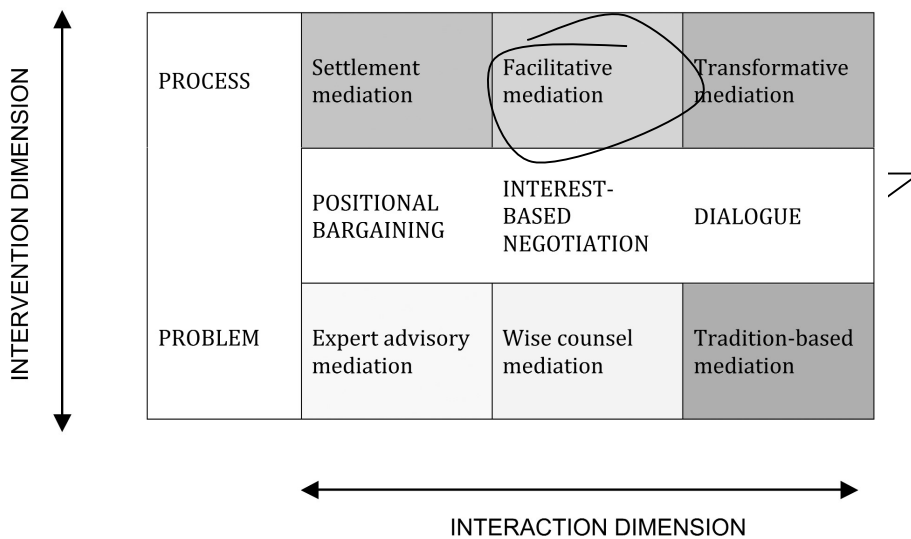 INTERVENTION DIMENSION
PROCESS
Settlement
mediation
Facilitative
mediation
Transformative
mediation
POSITIONAL
BARGAINING
INTEREST-
BASED
NEGOTIATION
DIALOGUE
PROBLEM
Expert advisory
mediation
Wise counsel
mediation
Tradition-based
mediation
INTERACTION DIMENSION